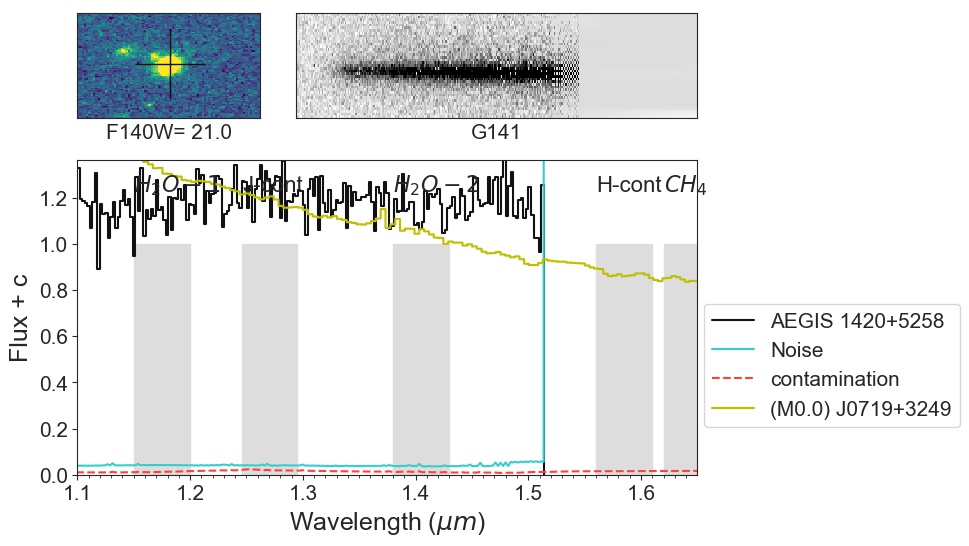 F140W= 21.0
G141
H₂O − 1 J-cont H₂O − 2 H-cont CH₄
1.2
1.0
0.8
0.6
0.4
0.2
0.0
Flux + c
1.1 1.2 1.3 1.4 1.5 1.6
Wavelength (μm)
AEGIS 1420+5258
Noise
contamination
(M0.0) J0719+3249